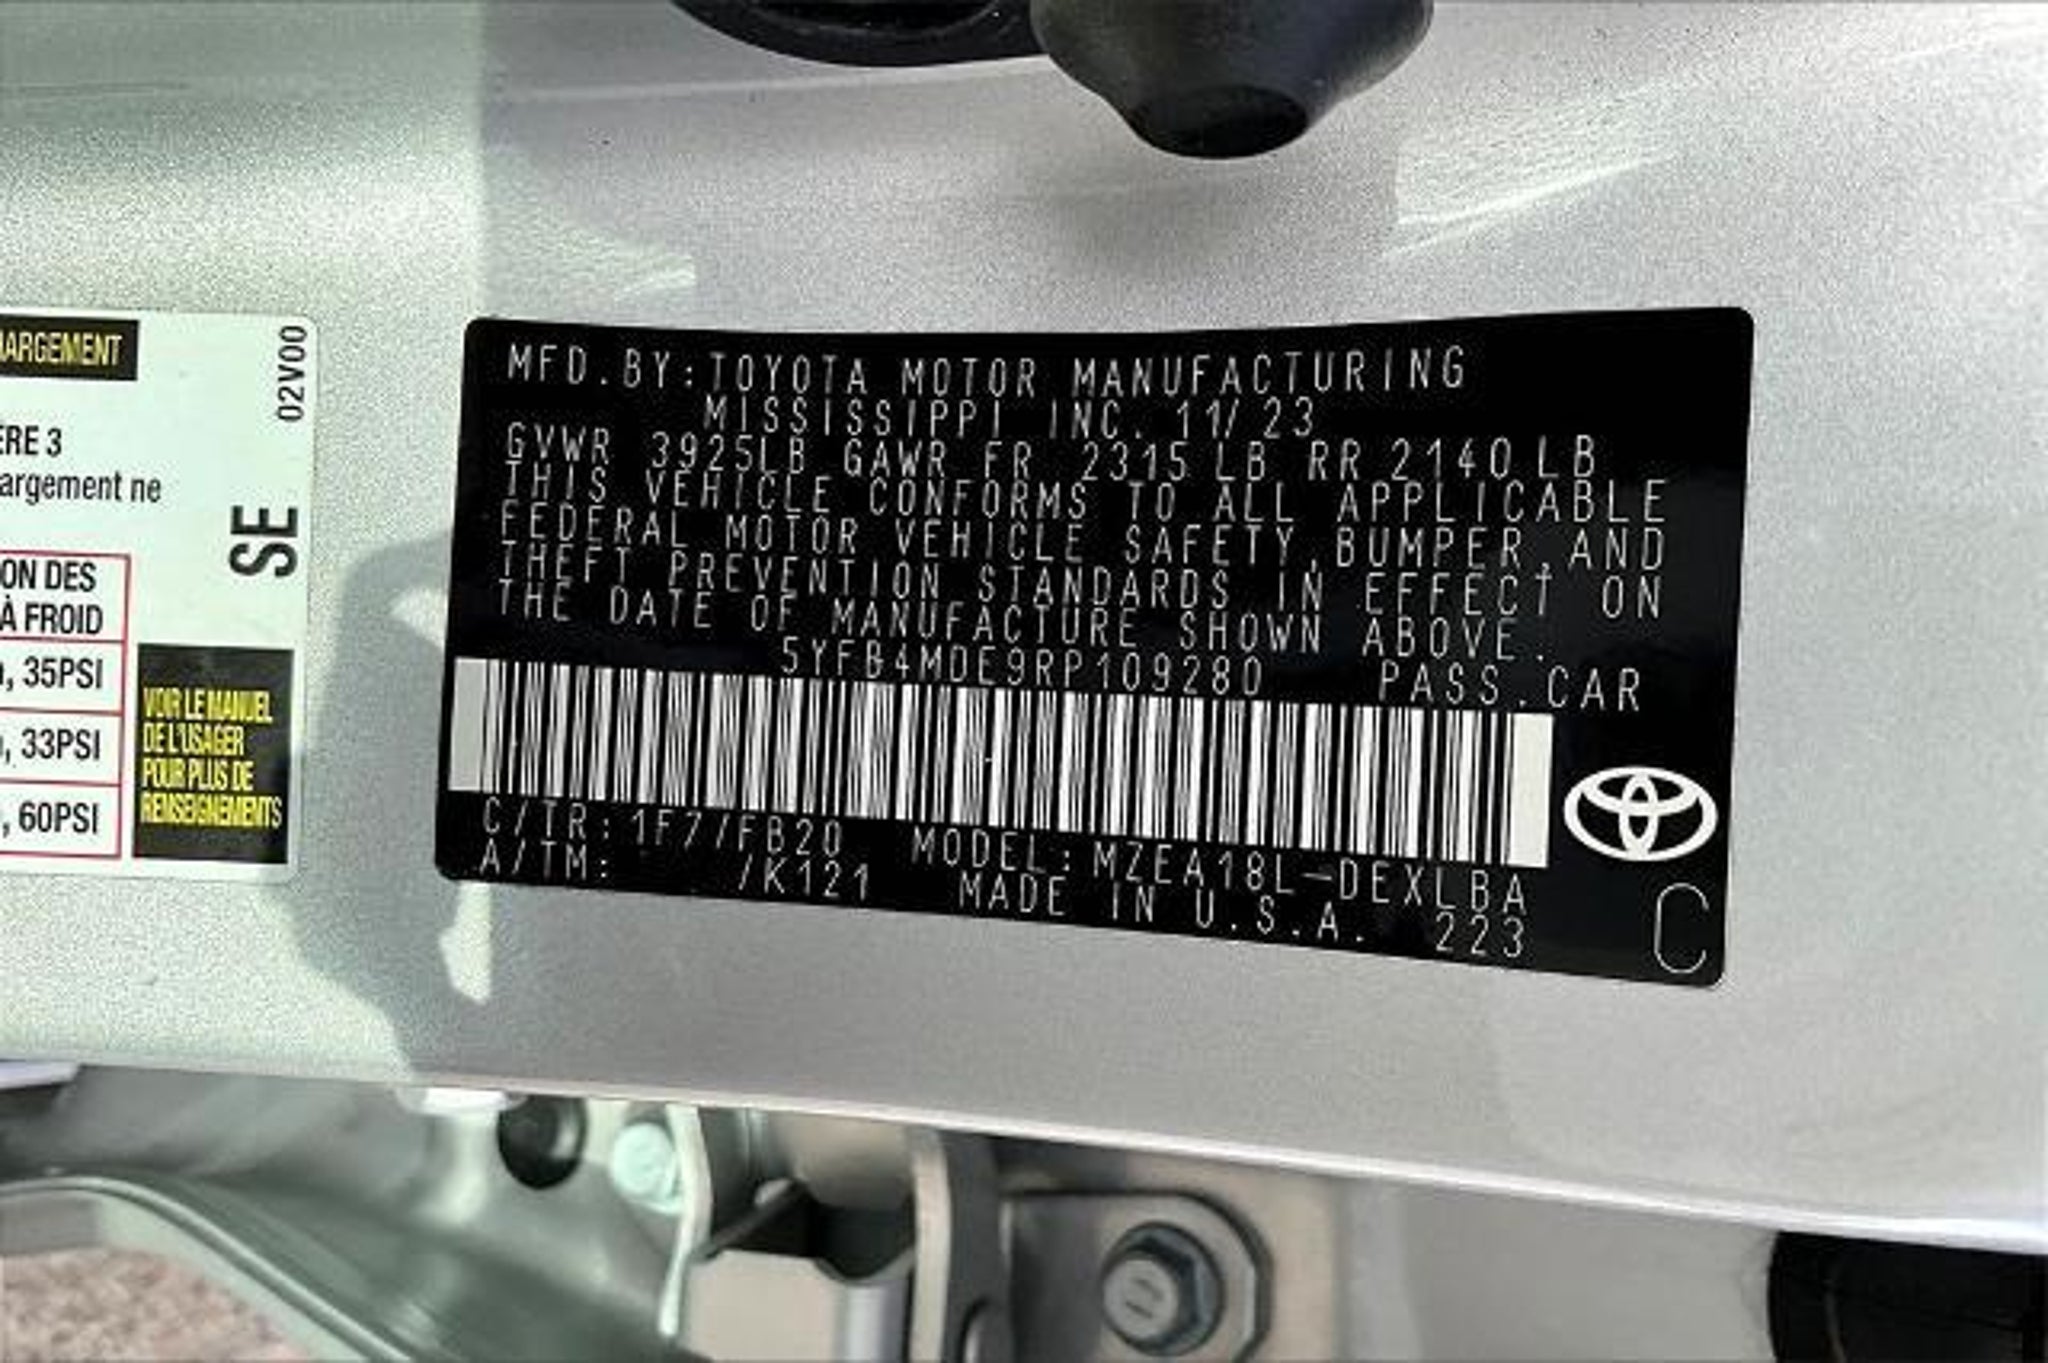 HARGEMENT
02V00
ÈRE 3
argement ne
SE
ON DES
À FROID
, 35PSI
, 33PSI
, 60PSI
VOIR LE MANUEL
DE L'USAGER
POUR PLUS DE
RENSEIGNEMENTS
MFD.BY:TOYOTA MOTOR MANUFACTURING
MISSISSIPPI INC. 11/23
GVWR 3925LB GAWR FR 2315 LB RR 2140 LB
THIS VEHICLE CONFORMS TO ALL APPLICABLE
FEDERAL MOTOR VEHICLE SAFETY,BUMPER,AND
THEFT PREVENTION STANDARDS IN EFFECT ON
THE DATE OF MANUFACTURE SHOWN ABOVE.
5YFB4MDE9RP109280 PASS.CAR
C/TR:1F7/FB20 MODEL:MZEA18L-DEXLBA
A/TM: /K121 MADE IN U.S.A. 223
C